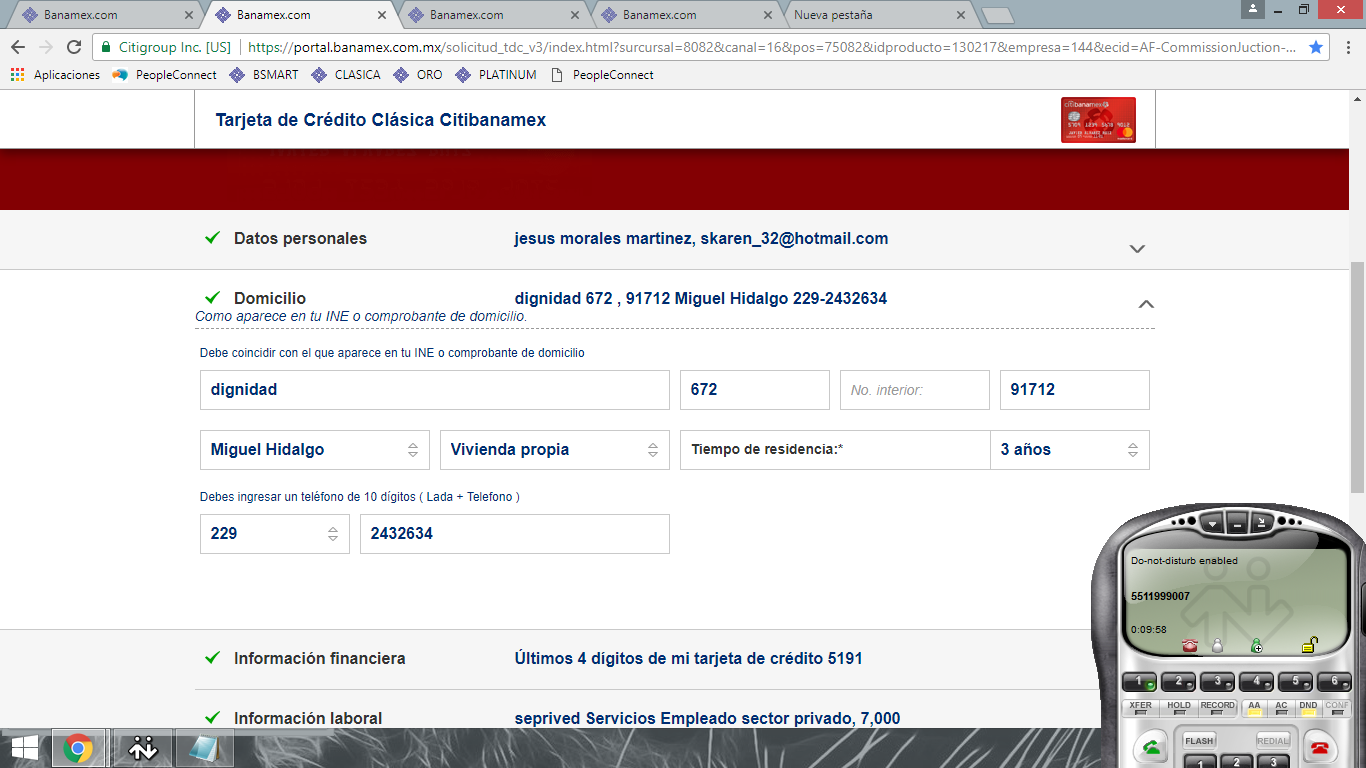 Banamex.com
Banamex.com
Banamex.com
Banamex.com
Nueva pestaña
Citigroup Inc. [US]
https://portal.banamex.com.mx/solicitud_tdc_v3/index.html?sursursal=8082&canal=16&pos=75082&idproducto=130217&empresa=144&ecid=AF-CommissionJuction-...
Aplicaciones
PeopleConnect
BSMART
CLASICA
ORO
PLATINUM
PeopleConnect
Tarjeta de Crédito Clásica Citibanamex
citibanamex
Datos personales
jesus morales martinez, skaren_32@hotmail.com
Domicilio
dignidad 672 , 91712 Miguel Hidalgo 229-2432634
Como aparece en tu INE o comprobante de domicilio.
Debe coincidir con el que aparece en tu INE o comprobante de domicilio
dignidad
672
No. interior:
91712
Miguel Hidalgo
Vivienda propia
Tiempo de residencia:*
3 años
Debes ingresar un teléfono de 10 dígitos ( Lada + Telefono )
229
2432634
Do-not-disturb enabled
5511999007
0:09:58
Información financiera
Últimos 4 dígitos de mi tarjeta de crédito 5191
1 2 3 4 5 6
XFER HOLD RECORD AA AC DND CONF
Información laboral
seprived Servicios Empleado sector privado, 7,000
FLASH
REDIAL
1 2 3